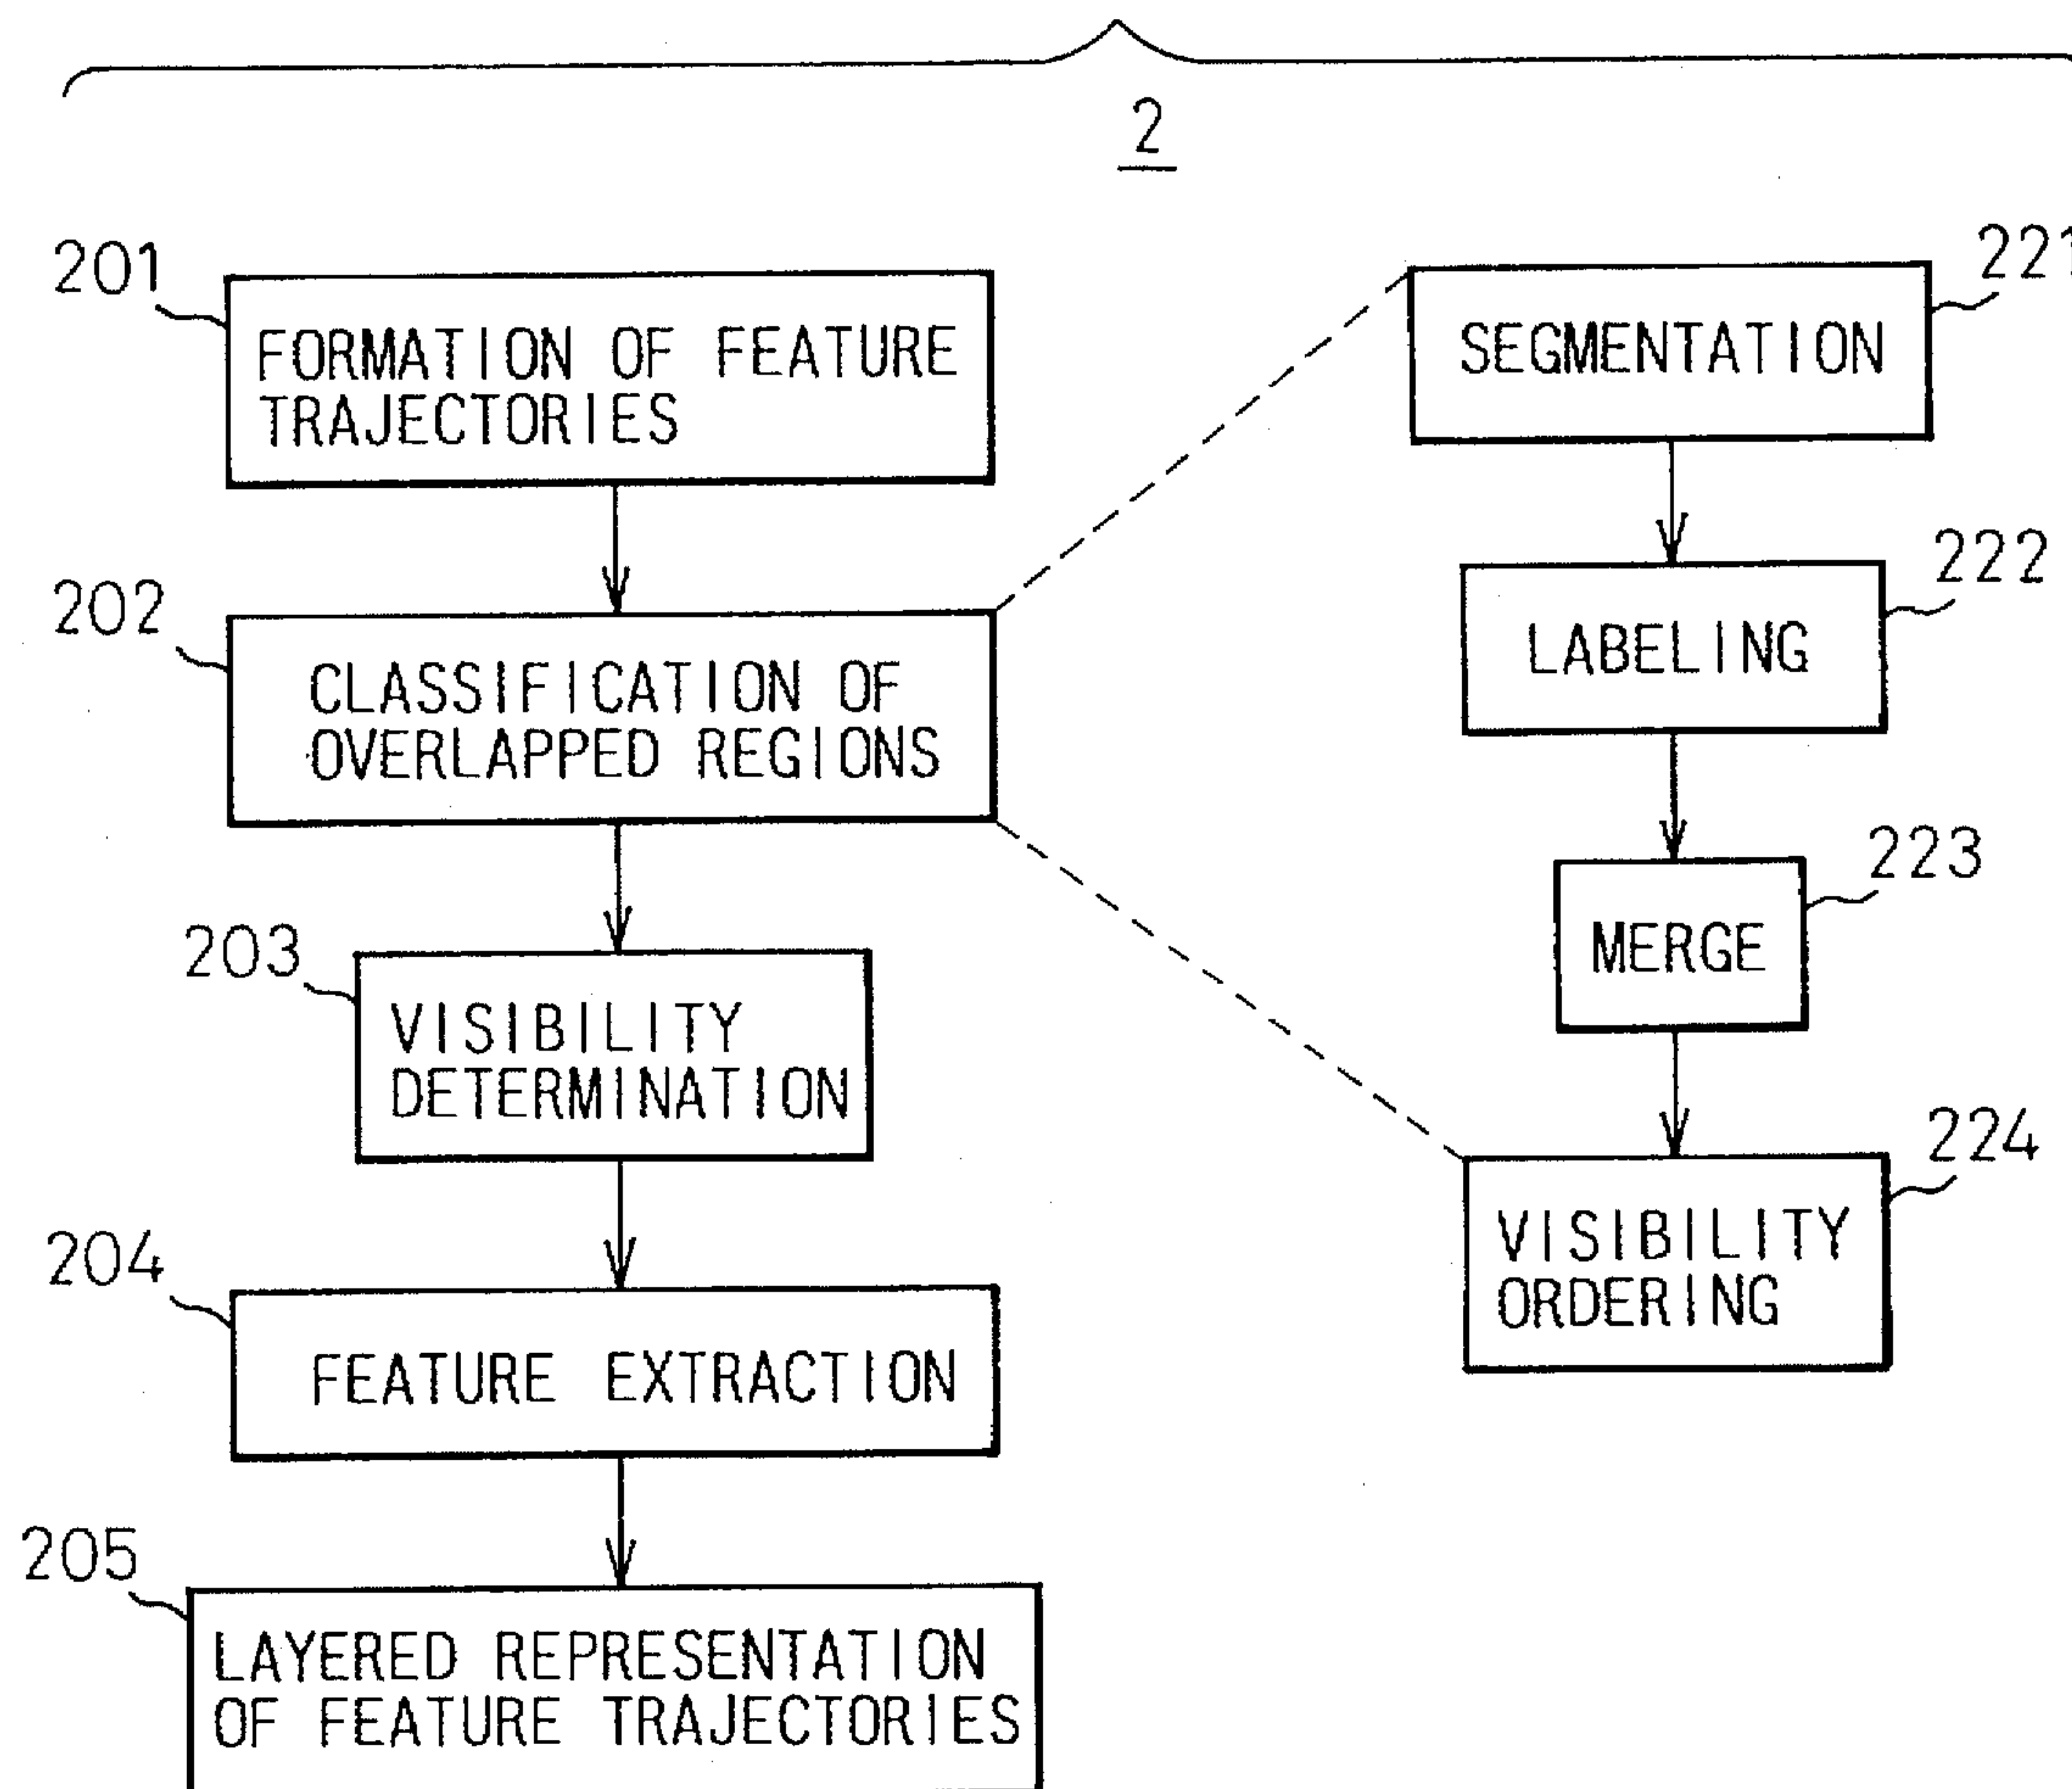 2
201
FORMATION OF FEATURE
TRAJECTORIES
202
CLASSIFICATION OF
OVERLAPPED REGIONS
203
VISIBILITY
DETERMINATION
204
FEATURE EXTRACTION
205
LAYERED REPRESENTATION
OF FEATURE TRAJECTORIES
221
SEGMENTATION
222
LABELING
223
MERGE
224
VISIBILITY
ORDERING